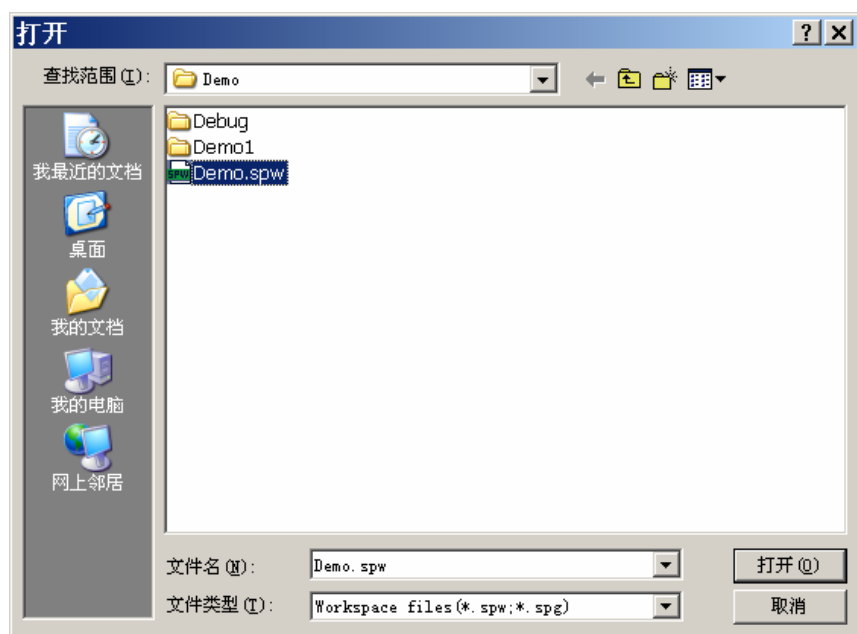 打开
查找范围(I):
Demo
我最近的文档
桌面
我的文档
我的电脑
网上邻居
Debug
Demo1
Demo.spw
文件名(N):
Demo.spw
打开(O)
文件类型(T):
Workspace files(*.spw;*.spg)
取消